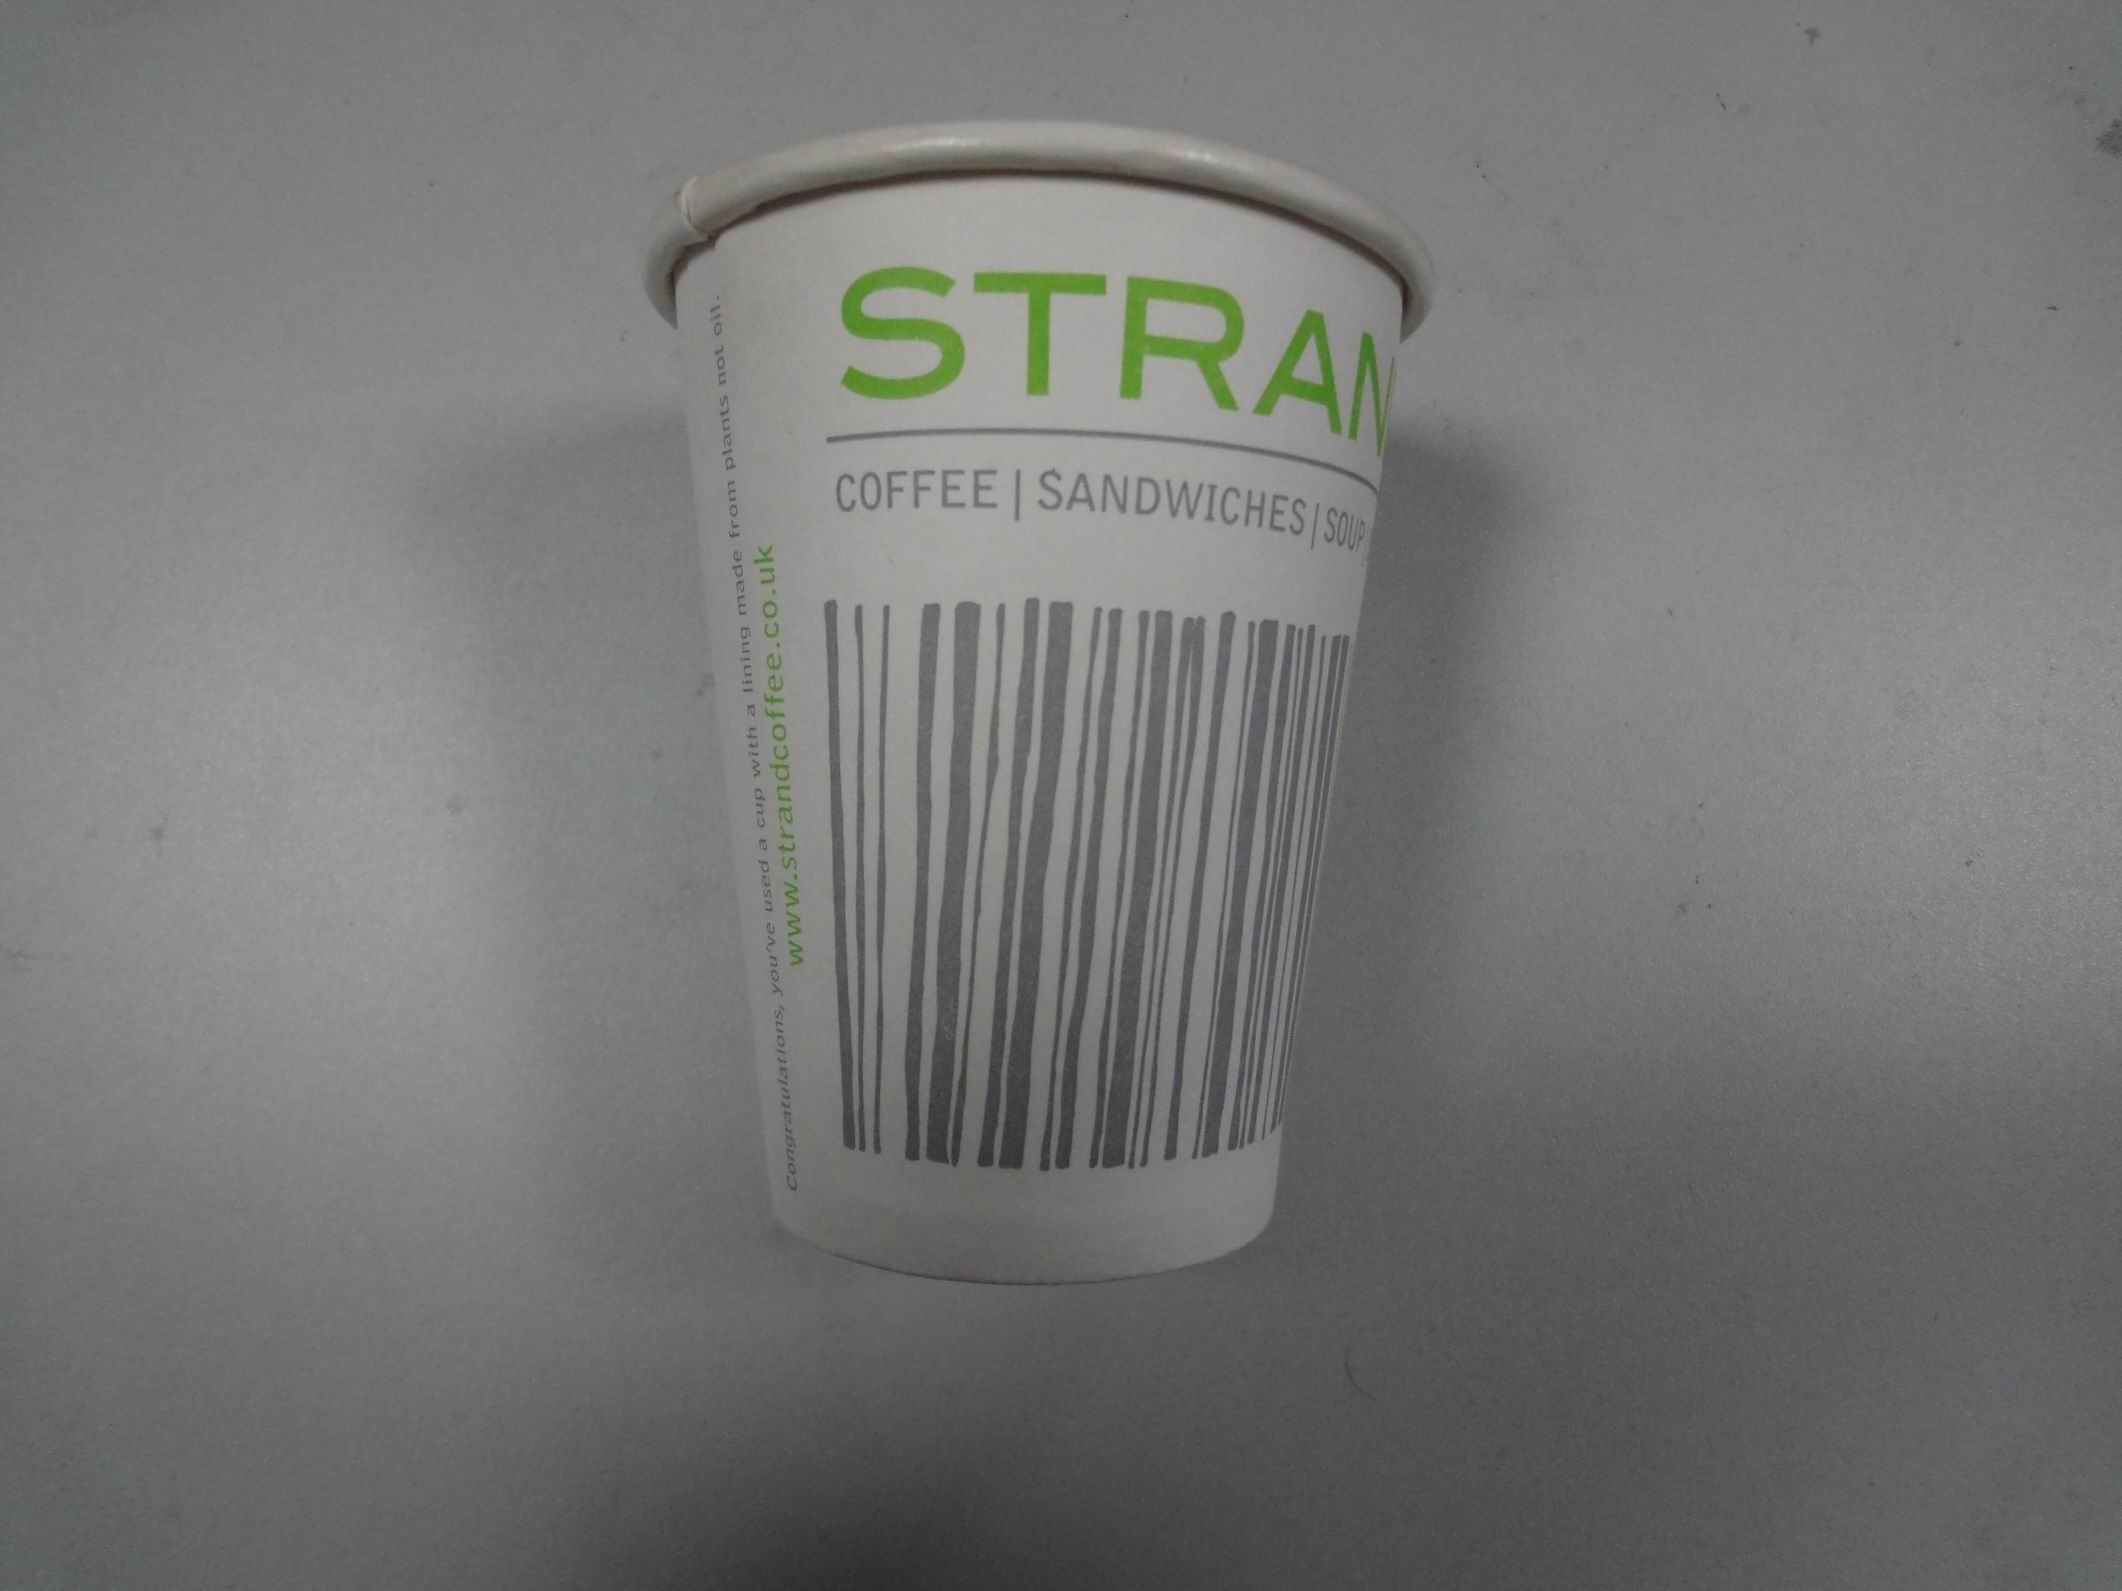 STRAN
COFFEE | SANDWICHES | SOUP
www.strandcoffee.co.uk
Congratulations, you've used a cup with a lining made from plants not oil.